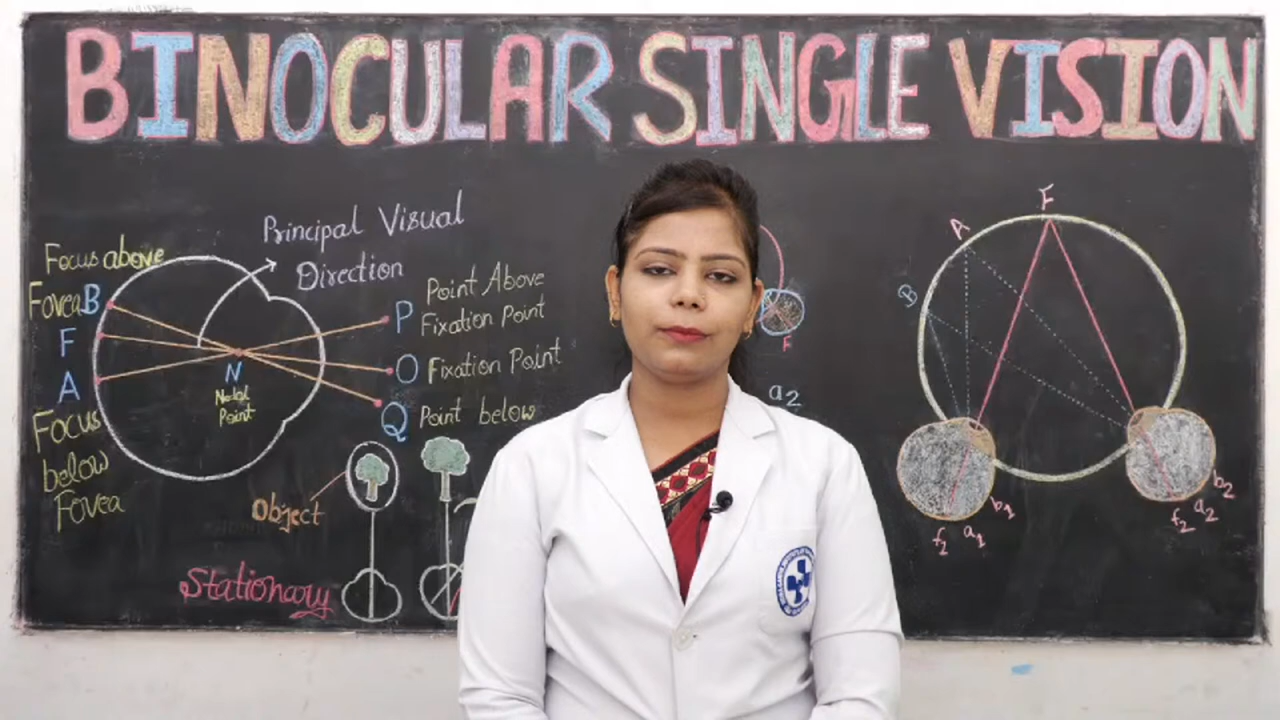 BINOCULAR SINGLE VISION
Principal Visual
Direction
Focus above
Fovea
B
F
A
Focus
below
Fovea
N
Nodal
Point
P
Point Above
Fixation Point
O
Fixation Point
Q
Point below
Object
Stationary
F
a2
F
A
B
b1
a1
b2
a2
f2